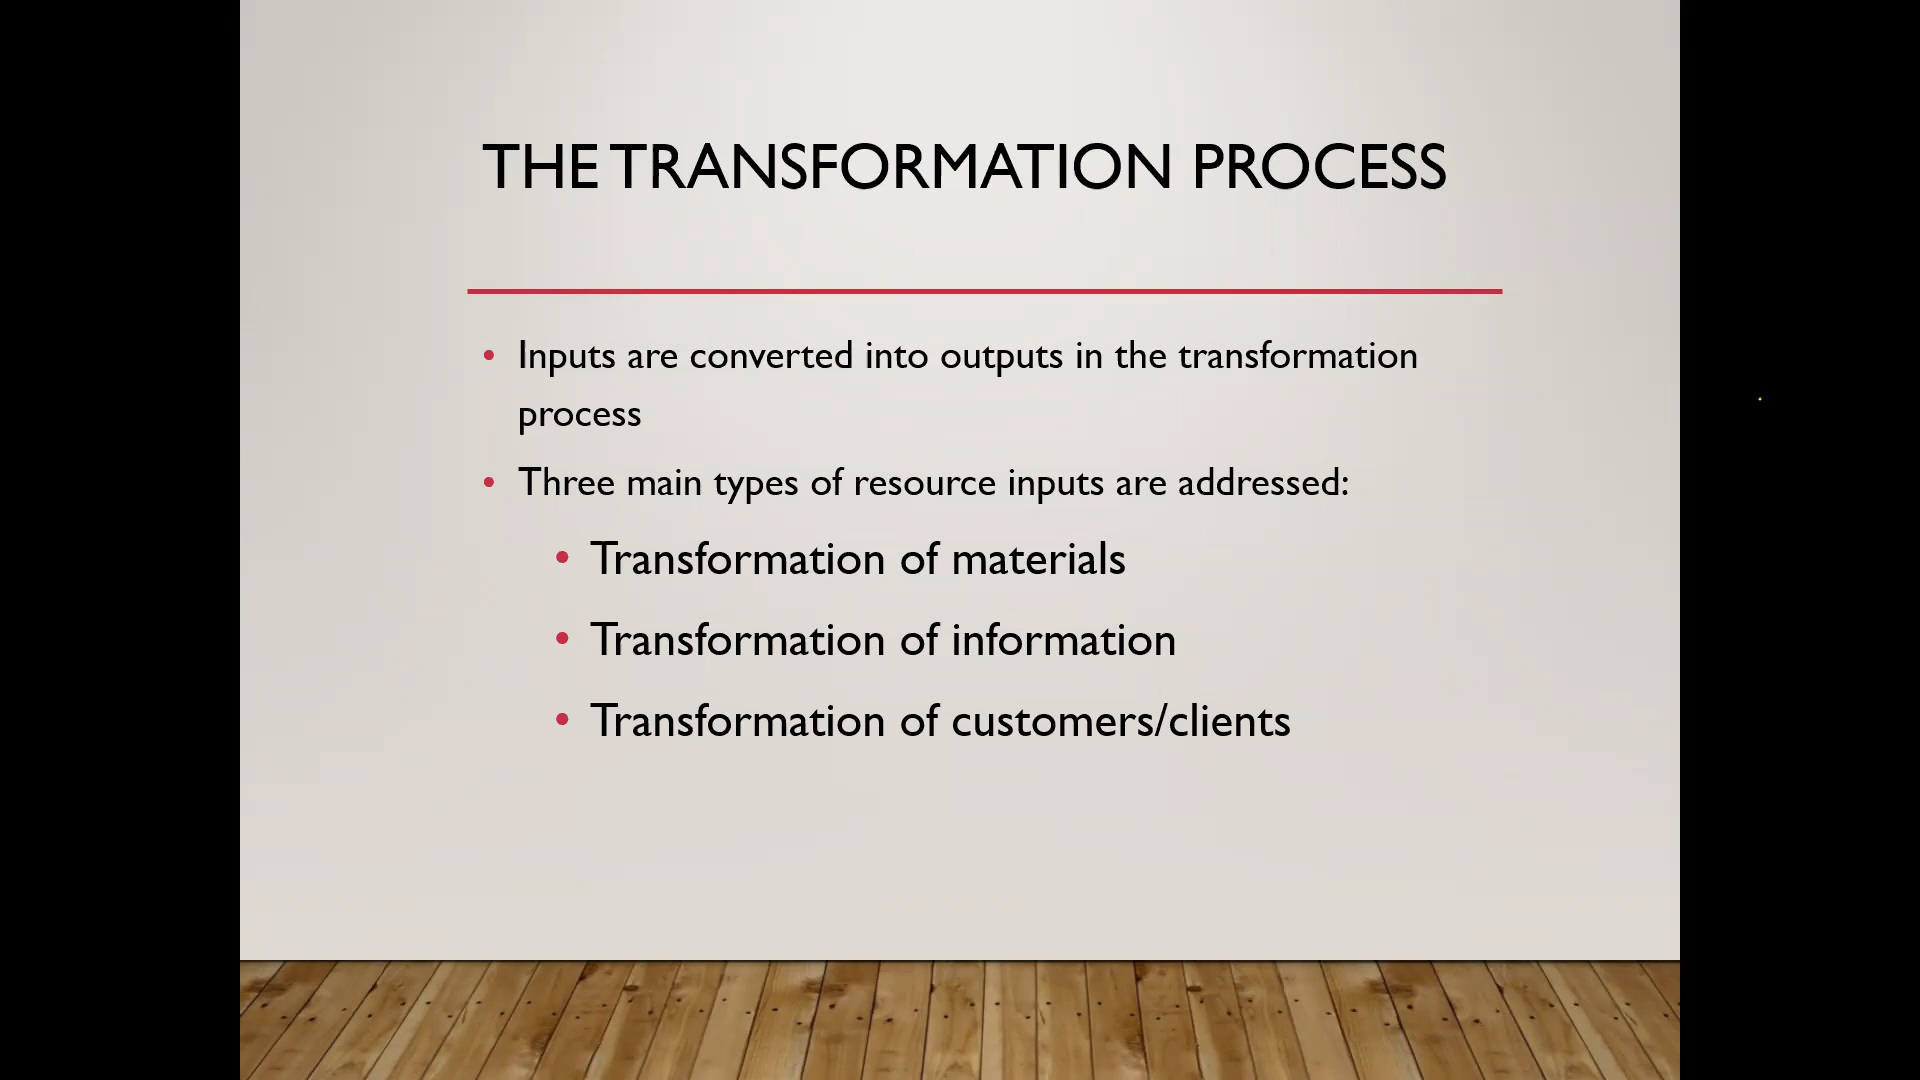 THE TRANSFORMATION PROCESS
• Inputs are converted into outputs in the transformation
process
• Three main types of resource inputs are addressed:
• Transformation of materials
• Transformation of information
• Transformation of customers/clients